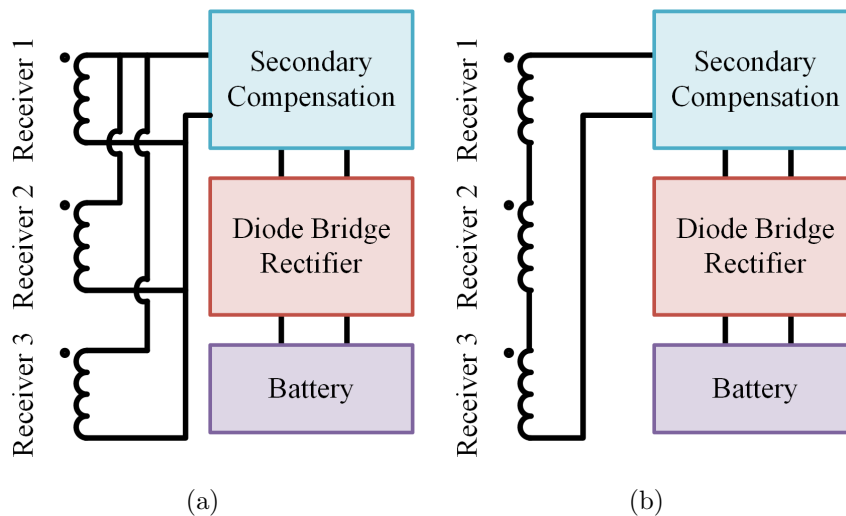 Receiver 1
Receiver 2
Receiver 3
Secondary
Compensation
Diode Bridge
Rectifier
Battery
(a)
Receiver 1
Receiver 2
Receiver 3
Secondary
Compensation
Diode Bridge
Rectifier
Battery
(b)